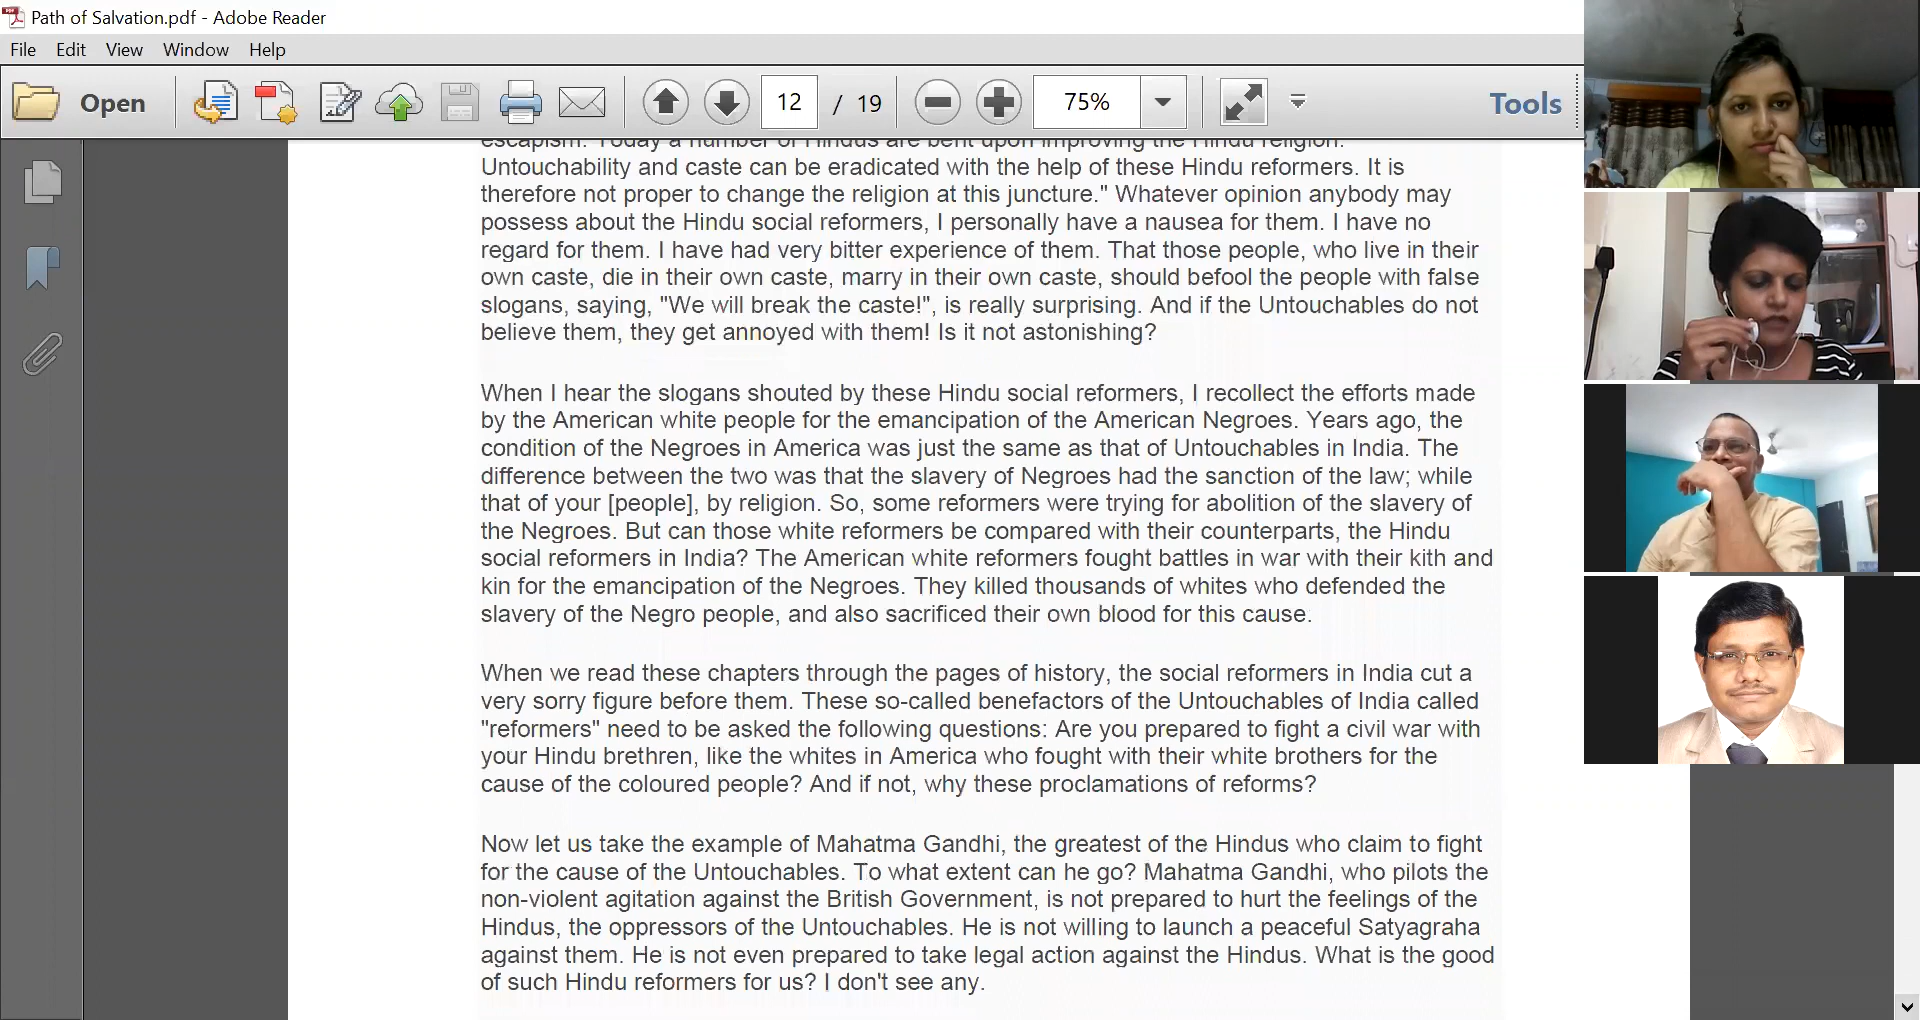 Path of Salvation.pdf - Adobe Reader
File Edit View Window Help
Open 12 / 19 75% Tools
escapism. Today a number of Hindus are bent upon improving the Hindu religion.
Untouchability and caste can be eradicated with the help of these Hindu reformers. It is
therefore not proper to change the religion at this juncture." Whatever opinion anybody may
possess about the Hindu social reformers, I personally have a nausea for them. I have no
regard for them. I have had very bitter experience of them. That those people, who live in their
own caste, die in their own caste, marry in their own caste, should befool the people with false
slogans, saying, "We will break the caste!", is really surprising. And if the Untouchables do not
believe them, they get annoyed with them! Is it not astonishing?
When I hear the slogans shouted by these Hindu social reformers, I recollect the efforts made
by the American white people for the emancipation of the American Negroes. Years ago, the
condition of the Negroes in America was just the same as that of Untouchables in India. The
difference between the two was that the slavery of Negroes had the sanction of the law; while
that of your [people], by religion. So, some reformers were trying for abolition of the slavery of
the Negroes. But can those white reformers be compared with their counterparts, the Hindu
social reformers in India? The American white reformers fought battles in war with their kith and
kin for the emancipation of the Negroes. They killed thousands of whites who defended the
slavery of the Negro people, and also sacrificed their own blood for this cause.
When we read these chapters through the pages of history, the social reformers in India cut a
very sorry figure before them. These so-called benefactors of the Untouchables of India called
"reformers" need to be asked the following questions: Are you prepared to fight a civil war with
your Hindu brethren, like the whites in America who fought with their white brothers for the
cause of the coloured people? And if not, why these proclamations of reforms?
Now let us take the example of Mahatma Gandhi, the greatest of the Hindus who claim to fight
for the cause of the Untouchables. To what extent can he go? Mahatma Gandhi, who pilots the
non-violent agitation against the British Government, is not prepared to hurt the feelings of the
Hindus, the oppressors of the Untouchables. He is not willing to launch a peaceful Satyagraha
against them. He is not even prepared to take legal action against the Hindus. What is the good
of such Hindu reformers for us? I don't see any.